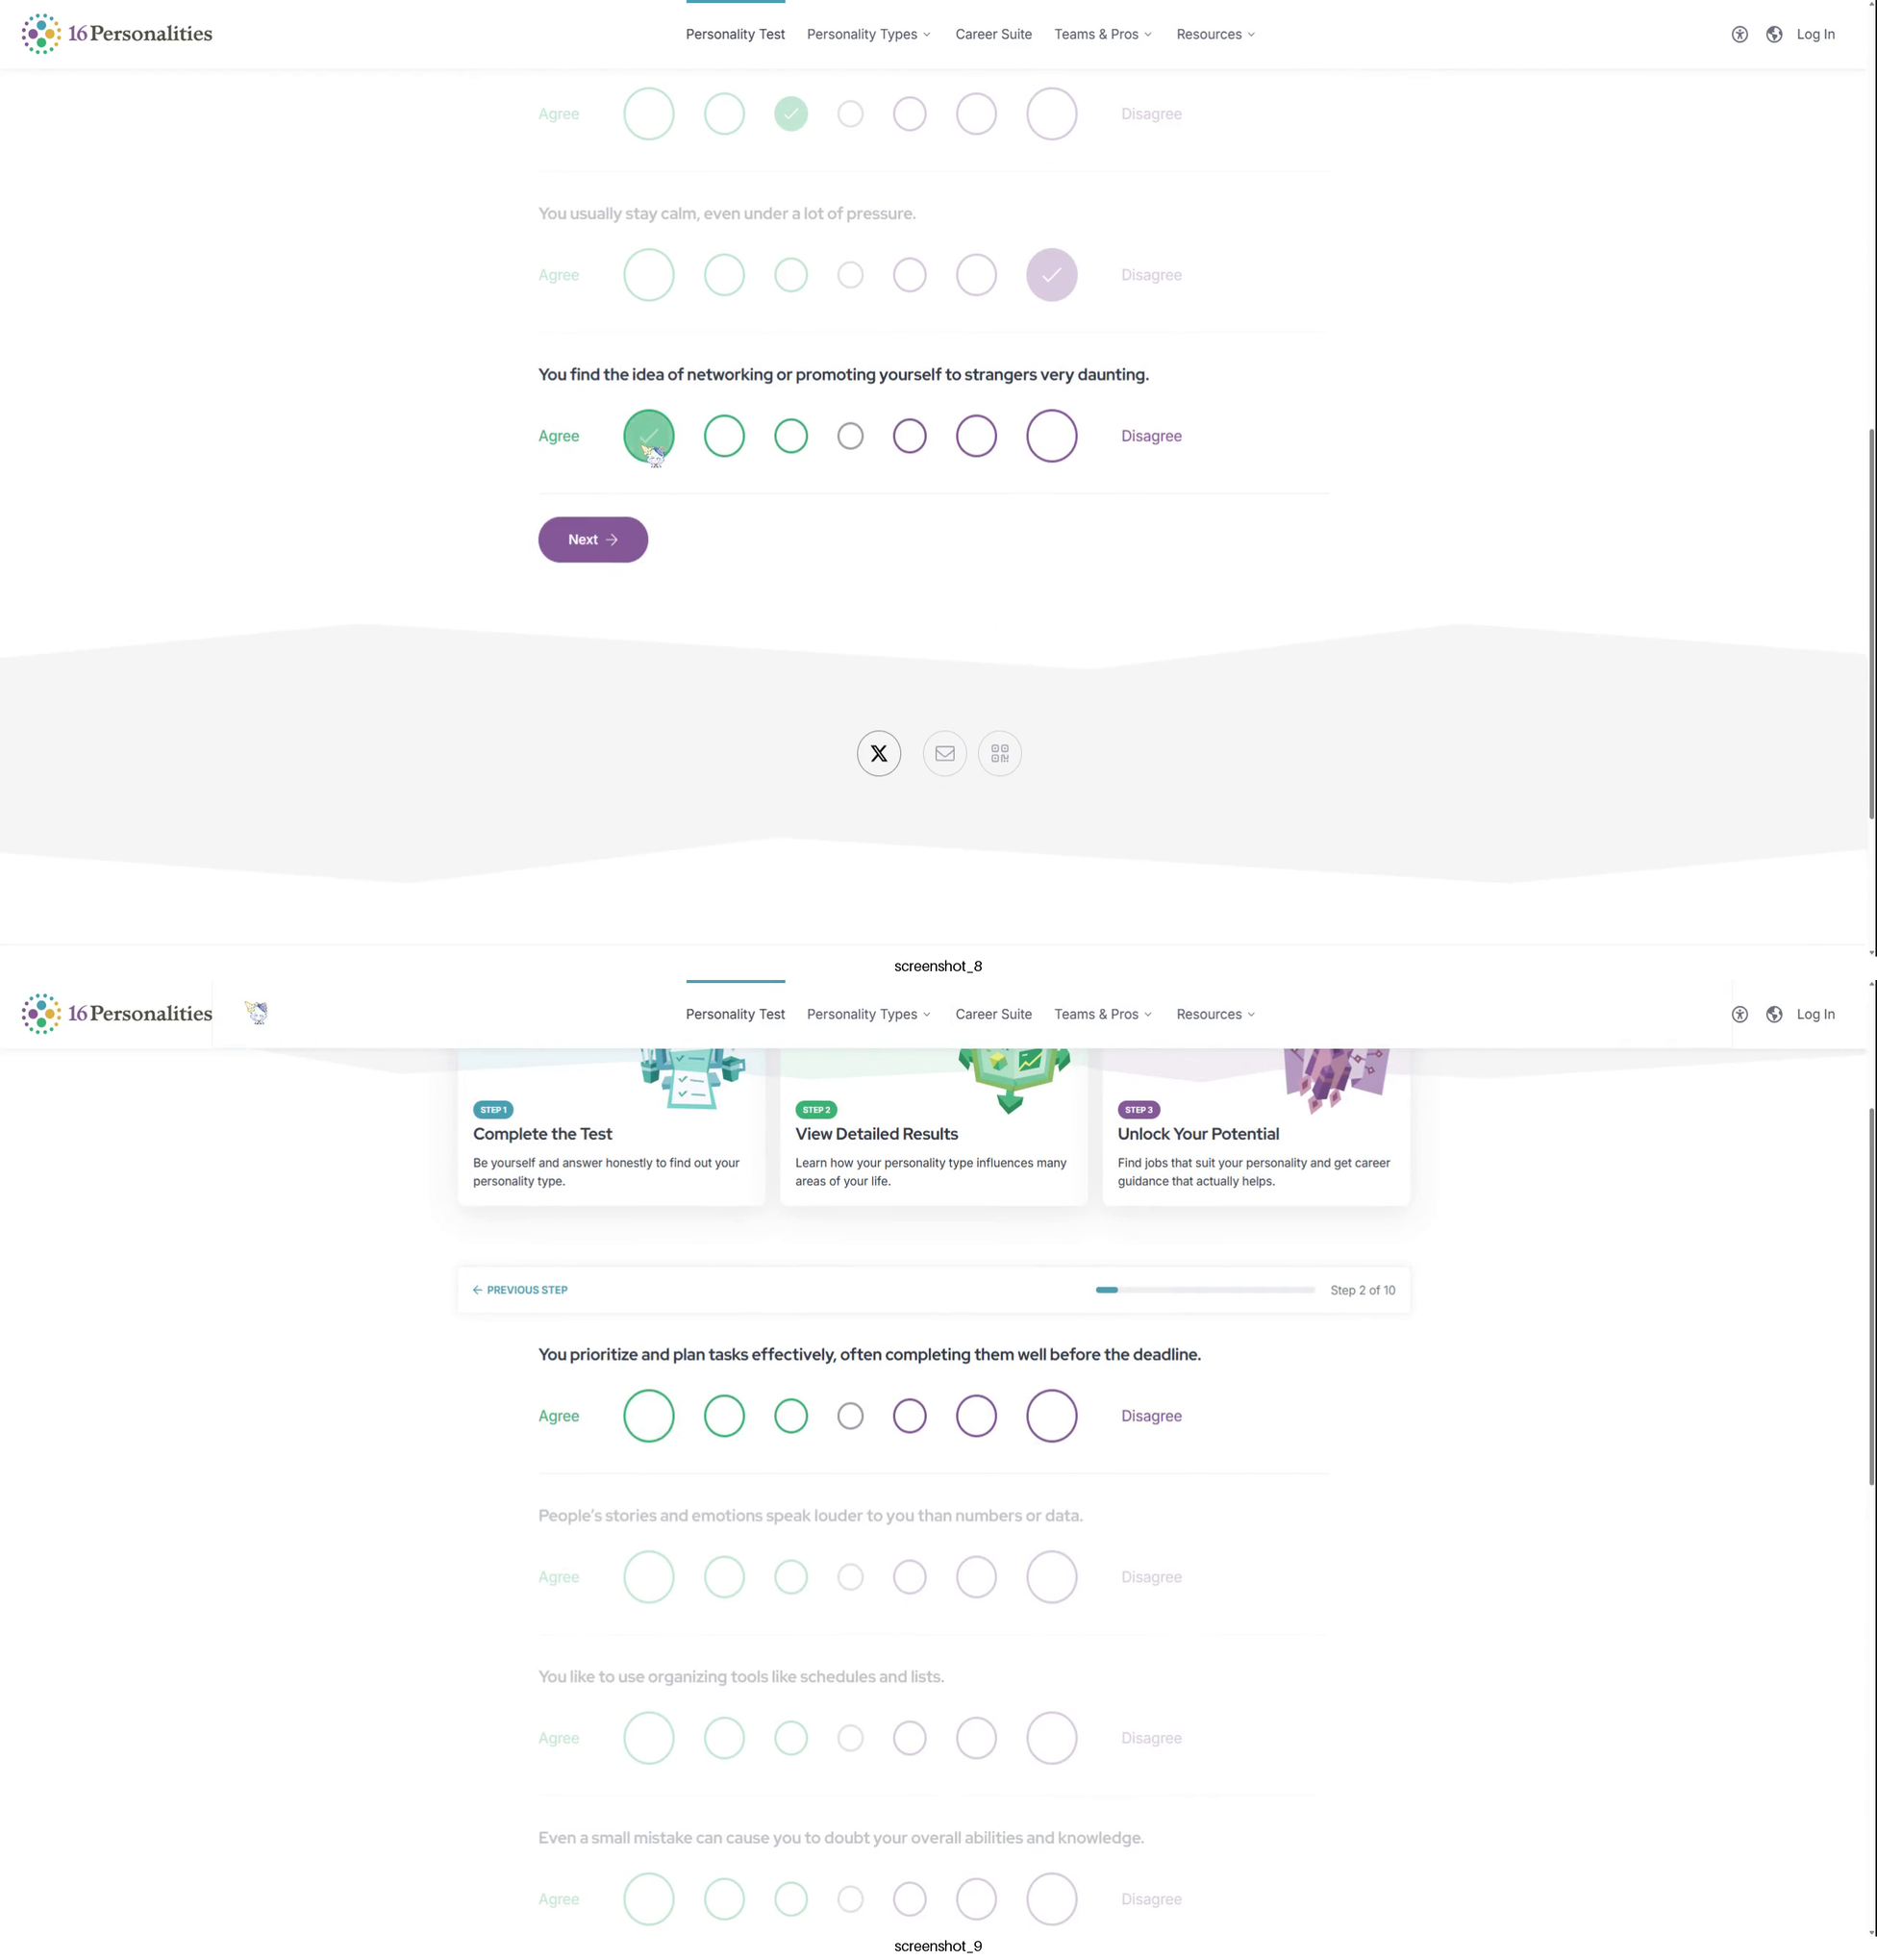 16Personalities
Personality Test Personality Types Career Suite Teams & Pros Resources Log In
Agree Disagree
You usually stay calm, even under a lot of pressure.
Agree Disagree
You find the idea of networking or promoting yourself to strangers very daunting.
Agree Disagree
Next →
screenshot_8
16Personalities
Personality Test Personality Types Career Suite Teams & Pros Resources Log In
STEP 1
Complete the Test
Be yourself and answer honestly to find out your
personality type.
STEP 2
View Detailed Results
Learn how your personality type influences many
areas of your life.
STEP 3
Unlock Your Potential
Find jobs that suit your personality and get career
guidance that actually helps.
← PREVIOUS STEP Step 2 of 10
You prioritize and plan tasks effectively, often completing them well before the deadline.
Agree Disagree
People’s stories and emotions speak louder to you than numbers or data.
Agree Disagree
You like to use organizing tools like schedules and lists.
Agree Disagree
Even a small mistake can cause you to doubt your overall abilities and knowledge.
Agree Disagree
screenshot_9